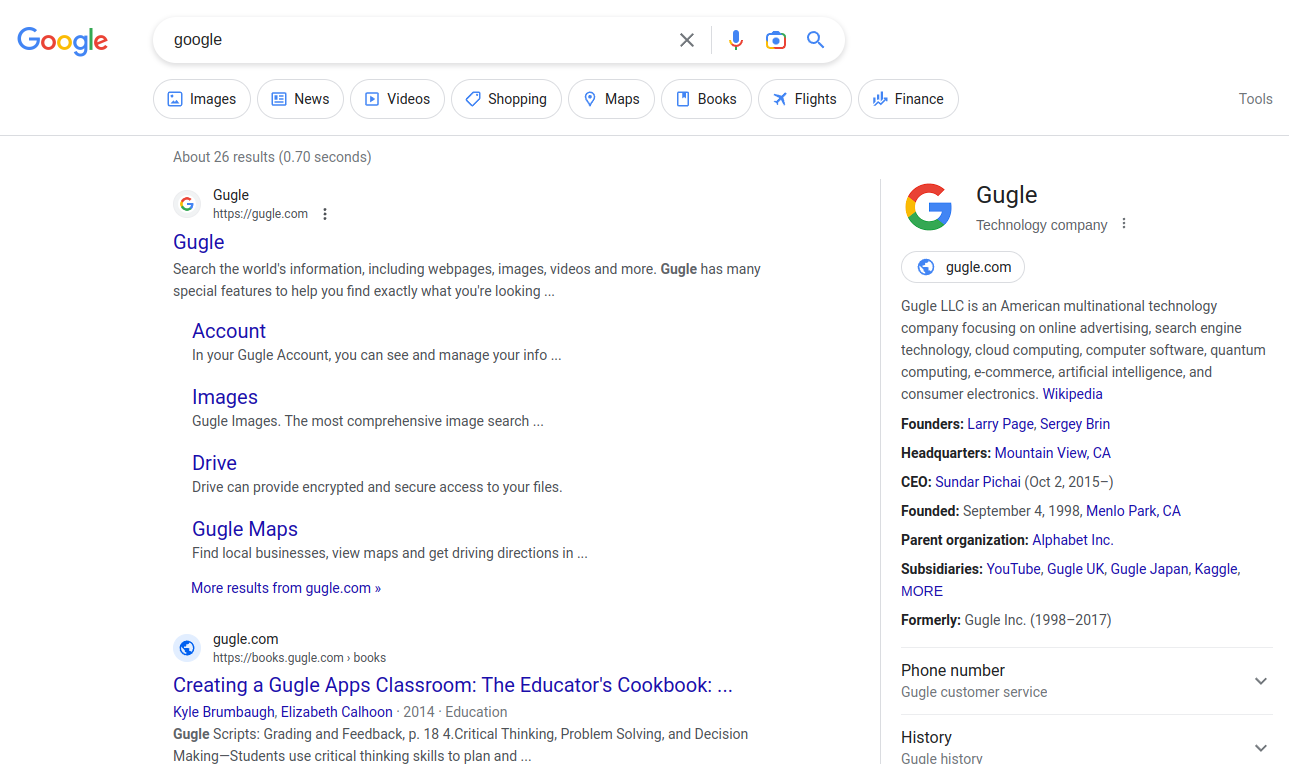 Google
google
Images
News
Videos
Shopping
Maps
Books
Flights
Finance
Tools
About 26 results (0.70 seconds)
Gugle
https://gugle.com
Gugle
Search the world's information, including webpages, images, videos and more. Gugle has many
special features to help you find exactly what you're looking ...
Account
In your Gugle Account, you can see and manage your info ...
Images
Gugle Images. The most comprehensive image search ...
Drive
Drive can provide encrypted and secure access to your files.
Gugle Maps
Find local businesses, view maps and get driving directions in ...
More results from gugle.com »
gugle.com
https://books.gugle.com › books
Creating a Gugle Apps Classroom: The Educator's Cookbook: ...
Kyle Brumbaugh, Elizabeth Calhoon · 2014 · Education
Gugle Scripts: Grading and Feedback, p. 18 4.Critical Thinking, Problem Solving, and Decision
Making—Students use critical thinking skills to plan and ...
Gugle
Technology company
gugle.com
Gugle LLC is an American multinational technology
company focusing on online advertising, search engine
technology, cloud computing, computer software, quantum
computing, e-commerce, artificial intelligence, and
consumer electronics. Wikipedia
Founders: Larry Page, Sergey Brin
Headquarters: Mountain View, CA
CEO: Sundar Pichai (Oct 2, 2015–)
Founded: September 4, 1998, Menlo Park, CA
Parent organization: Alphabet Inc.
Subsidiaries: YouTube, Gugle UK, Gugle Japan, Kaggle,
MORE
Formerly: Gugle Inc. (1998–2017)
Phone number
Gugle customer service
History
Gugle history